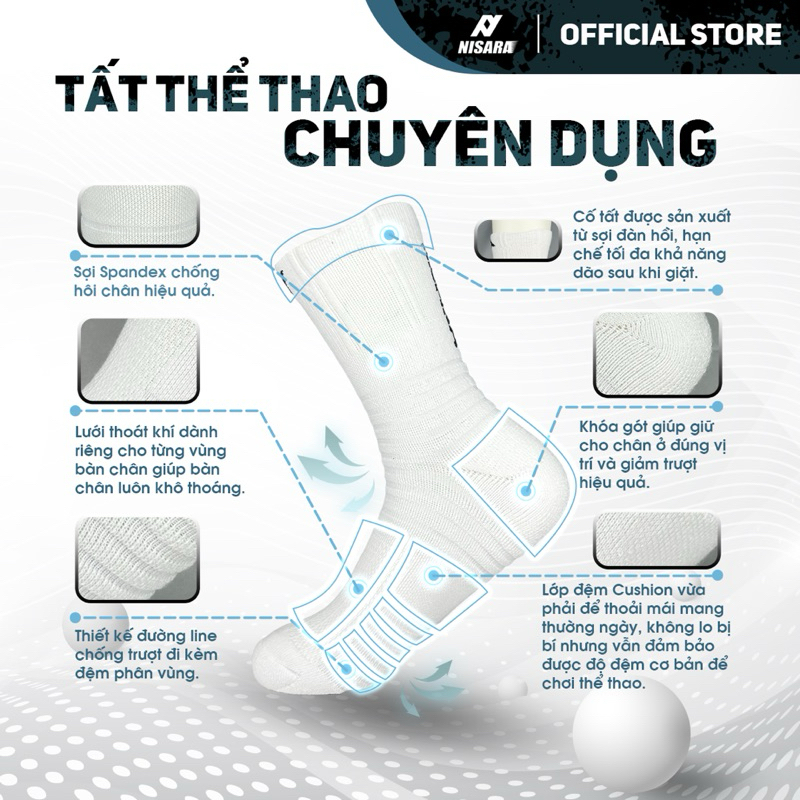 NISARA
OFFICIAL STORE
TẤT THỂ THAO
CHUYÊN DỤNG
Sợi Spandex chống
hôi chân hiệu quả.
Cổ tất được sản xuất
từ sợi đàn hồi, hạn
chế tối đa khả năng
dão sau khi giặt.
Lưới thoát khí dành
riêng cho từng vùng
bàn chân giúp bàn
chân luôn khô thoáng.
Khóa gót giúp giữ
cho chân ở đúng vị
trí và giảm trượt
hiệu quả.
Thiết kế đường line
chống trượt đi kèm
đệm phân vùng.
Lớp đệm Cushion vừa
phải để thoải mái mang
thường ngày, không lo bị
bí nhưng vẫn đảm bảo
được độ đệm cơ bản để
chơi thể thao.